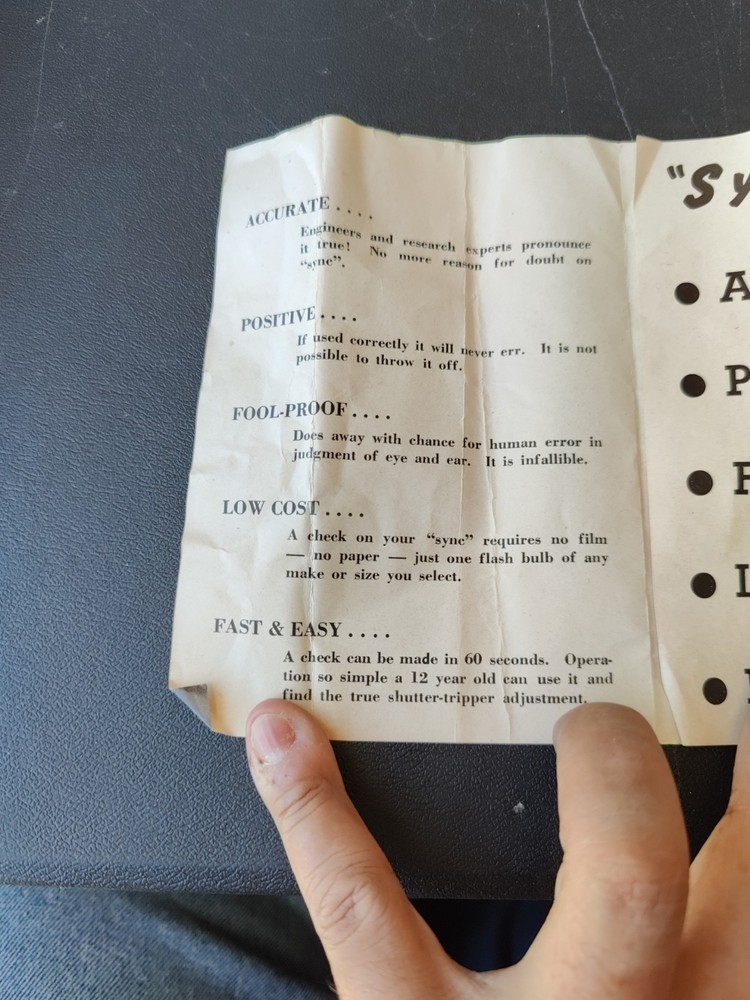 ACCURATE . . . .
Engineers and research experts pronounce
it true! No more reason for doubt on
“sync”.
POSITIVE . . . .
If used correctly it will never err. It is not
possible to throw it off.
FOOL-PROOF . . . .
Does away with chance for human error in
judgment of eye and ear. It is infallible.
LOW COST . . . .
A check on your “sync” requires no film
— no paper — just one flash bulb of any
make or size you select.
FAST & EASY . . . .
A check can be made in 60 seconds. Opera-
tion so simple a 12 year old can use it and
find the true shutter-tripper adjustment.
“Sy
● A
● P
● F
● L
●